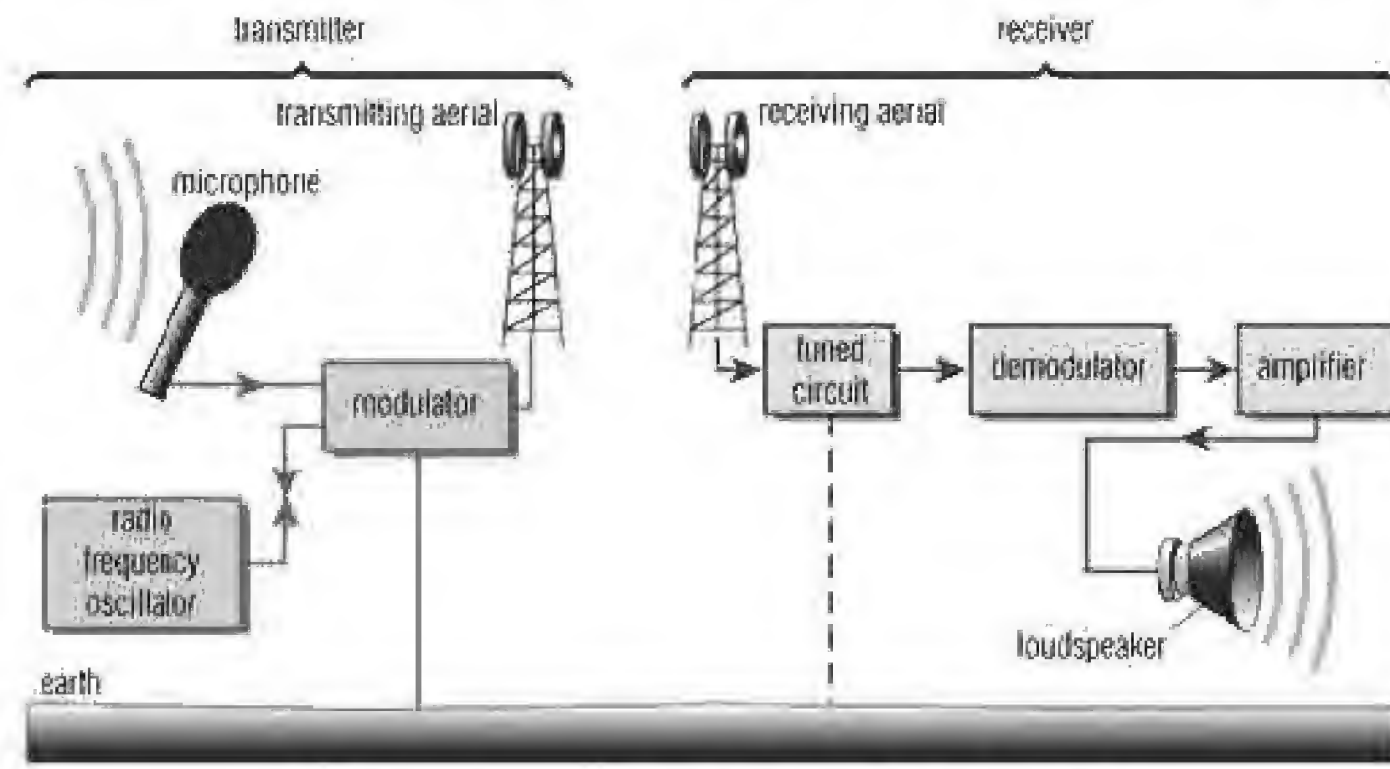 transmitter
receiver
transmitting aerial
receiving aerial
microphone
tuned
circuit
demodulator
amplifier
modulator
radio
frequency
oscillator
loudspeaker
earth